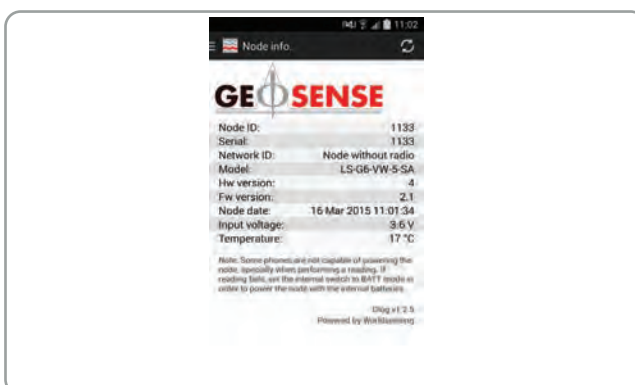 11:02
Node info.
GEOSENSE
Node ID: 1133
Serial: 1133
Network ID: Node without radio
Model: LS-G6-VW-5-SA
Hw version: 4
Fw version: 2.1
Node date: 16 Mar 2015 11:01:34
Input voltage: 3.6 V
Temperature: 17 °C
Note: Some phones are not capable of powering the
node, specially when performing a reading. If
reading fails, set the internal switch to BATT mode in
order to power the node with the internal batteries.
Dlog v1.2.5
Powered by Worldsensing